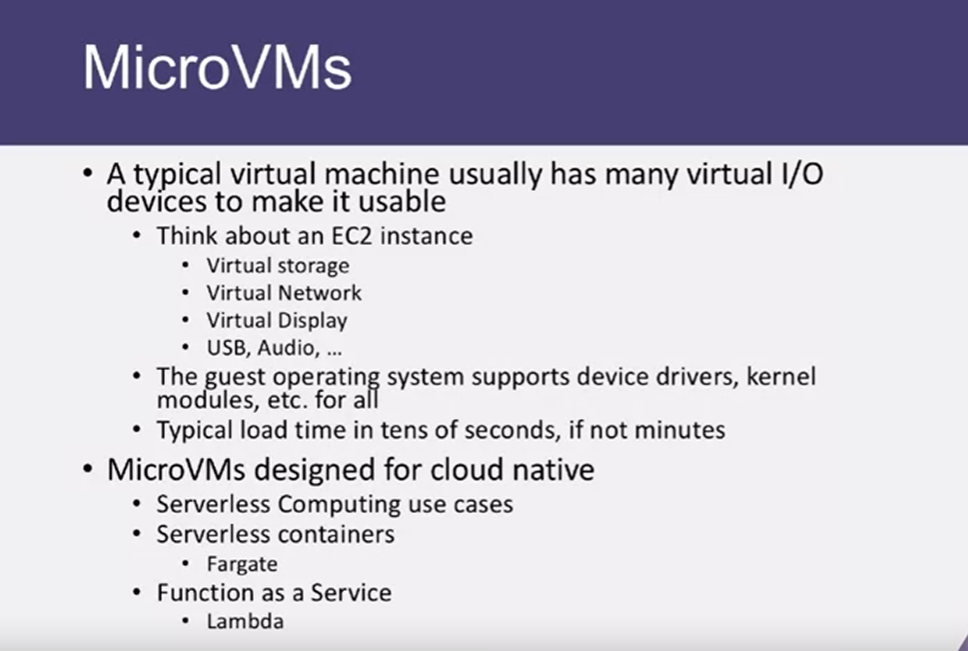 MicroVMs
• A typical virtual machine usually has many virtual I/O
devices to make it usable
• Think about an EC2 instance
• Virtual storage
• Virtual Network
• Virtual Display
• USB, Audio, ...
• The guest operating system supports device drivers, kernel
modules, etc. for all
• Typical load time in tens of seconds, if not minutes
• MicroVMs designed for cloud native
• Serverless Computing use cases
• Serverless containers
• Fargate
• Function as a Service
• Lambda